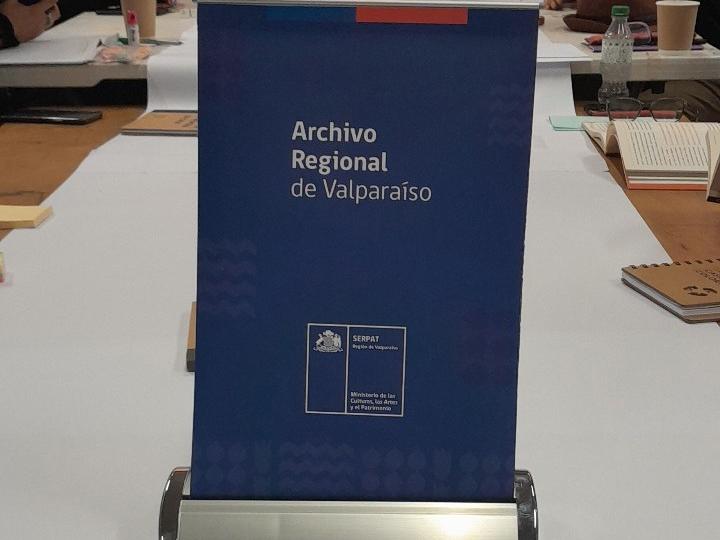 Archivo
Regional
de Valparaíso
SERPAT
Región de Valparaíso
Ministerio de las
Culturas, las Artes
y el Patrimonio